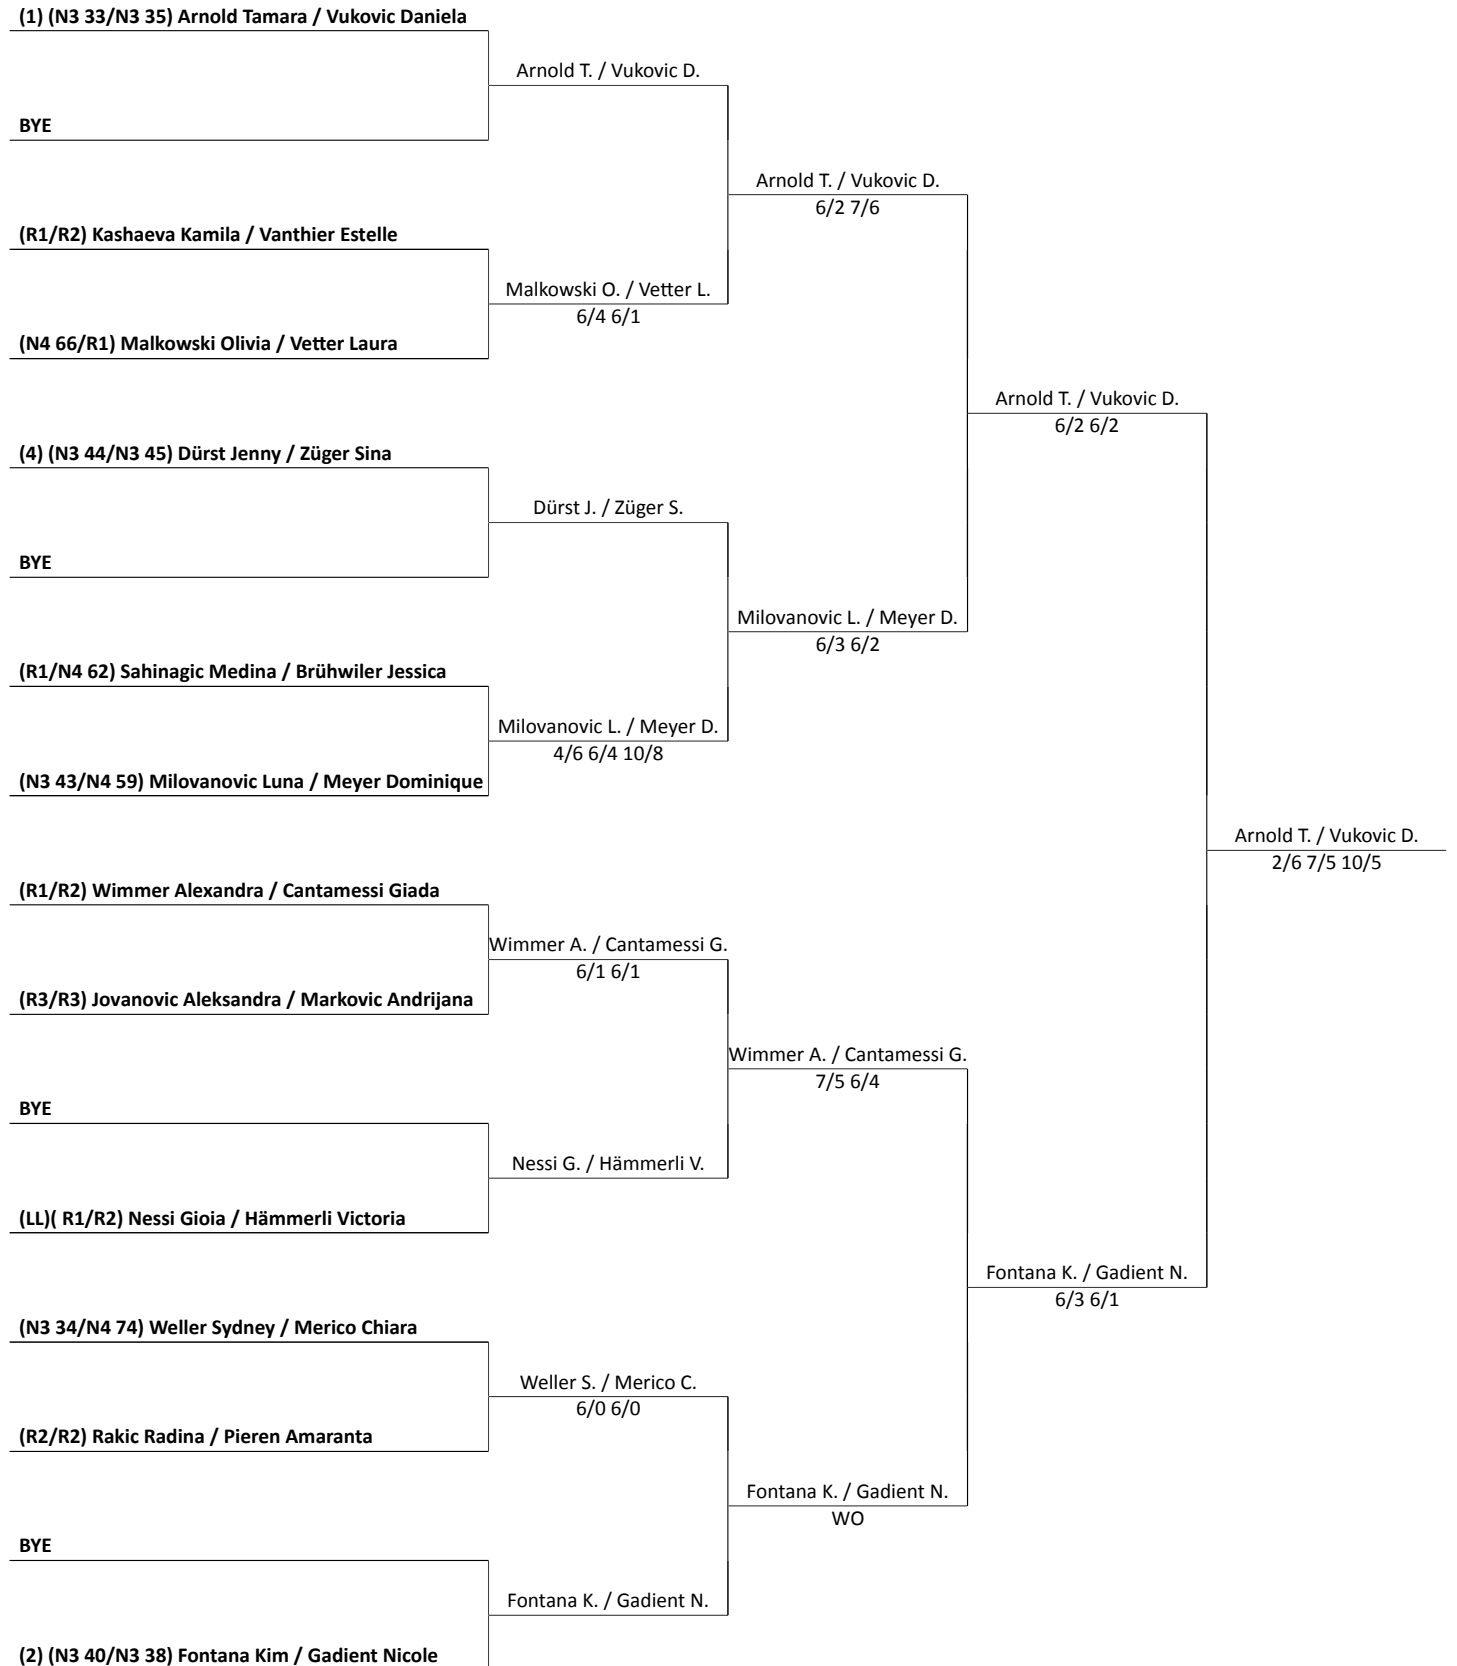 (1) (N3 33/N3 35) Arnold Tamara / Vukovic Daniela
Arnold T. / Vukovic D.
BYE
Arnold T. / Vukovic D.
6/2 7/6
(R1/R2) Kashaeva Kamila / Vanthier Estelle
Malkowski O. / Vetter L.
6/4 6/1
(N4 66/R1) Malkowski Olivia / Vetter Laura
Arnold T. / Vukovic D.
6/2 6/2
(4) (N3 44/N3 45) Dürst Jenny / Züger Sina
Dürst J. / Züger S.
BYE
Milovanovic L. / Meyer D.
6/3 6/2
(R1/N4 62) Sahinagic Medina / Brühwiler Jessica
Milovanovic L. / Meyer D.
4/6 6/4 10/8
(N3 43/N4 59) Milovanovic Luna / Meyer Dominique
Arnold T. / Vukovic D.
2/6 7/5 10/5
(R1/R2) Wimmer Alexandra / Cantamessi Giada
Wimmer A. / Cantamessi G.
6/1 6/1
(R3/R3) Jovanovic Aleksandra / Markovic Andrijana
Wimmer A. / Cantamessi G.
7/5 6/4
BYE
Nessi G. / Hämmerli V.
(LL)( R1/R2) Nessi Gioia / Hämmerli Victoria
Fontana K. / Gadient N.
6/3 6/1
(N3 34/N4 74) Weller Sydney / Merico Chiara
Weller S. / Merico C.
6/0 6/0
(R2/R2) Rakic Radina / Pieren Amaranta
Fontana K. / Gadient N.
WO
BYE
Fontana K. / Gadient N.
(2) (N3 40/N3 38) Fontana Kim / Gadient Nicole